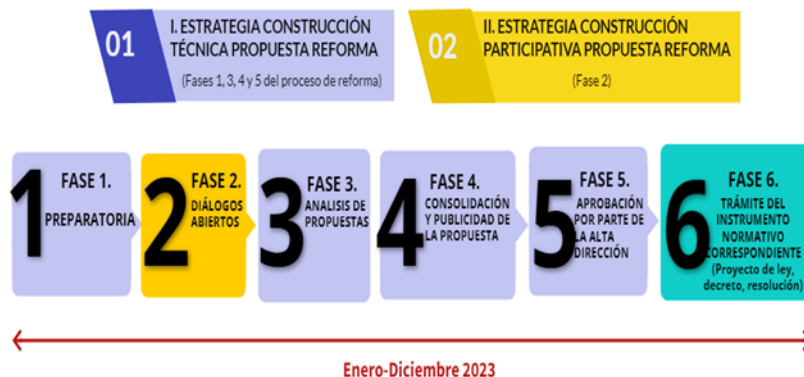 01
I. ESTRATEGIA CONSTRUCCIÓN
TÉCNICA PROPUESTA REFORMA
(Fases 1, 3, 4 y 5 del proceso de reforma)
02
II. ESTRATEGIA CONSTRUCCIÓN
PARTICIPATIVA PROPUESTA REFORMA
(Fase 2)
1
FASE 1.
PREPARATORIA
2
FASE 2.
DIÁLOGOS
ABIERTOS
3
FASE 3.
ANALISIS DE
PROPUESTAS
4
FASE 4.
CONSOLIDACIÓN
Y PUBLICIDAD DE
LA PROPUESTA
5
FASE 5.
APROBACIÓN
POR PARTE DE
LA ALTA
DIRECCIÓN
6
FASE 6.
TRÁMITE DEL
INSTRUMENTO
NORMATIVO
CORRESPONDIENTE
(Proyecto de ley,
decreto, resolución)
Enero-Diciembre 2023